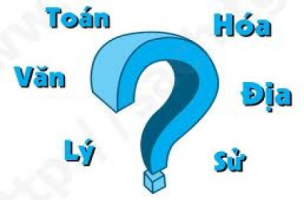 Toán
Hóa
Văn
Địa
Lý
Sử